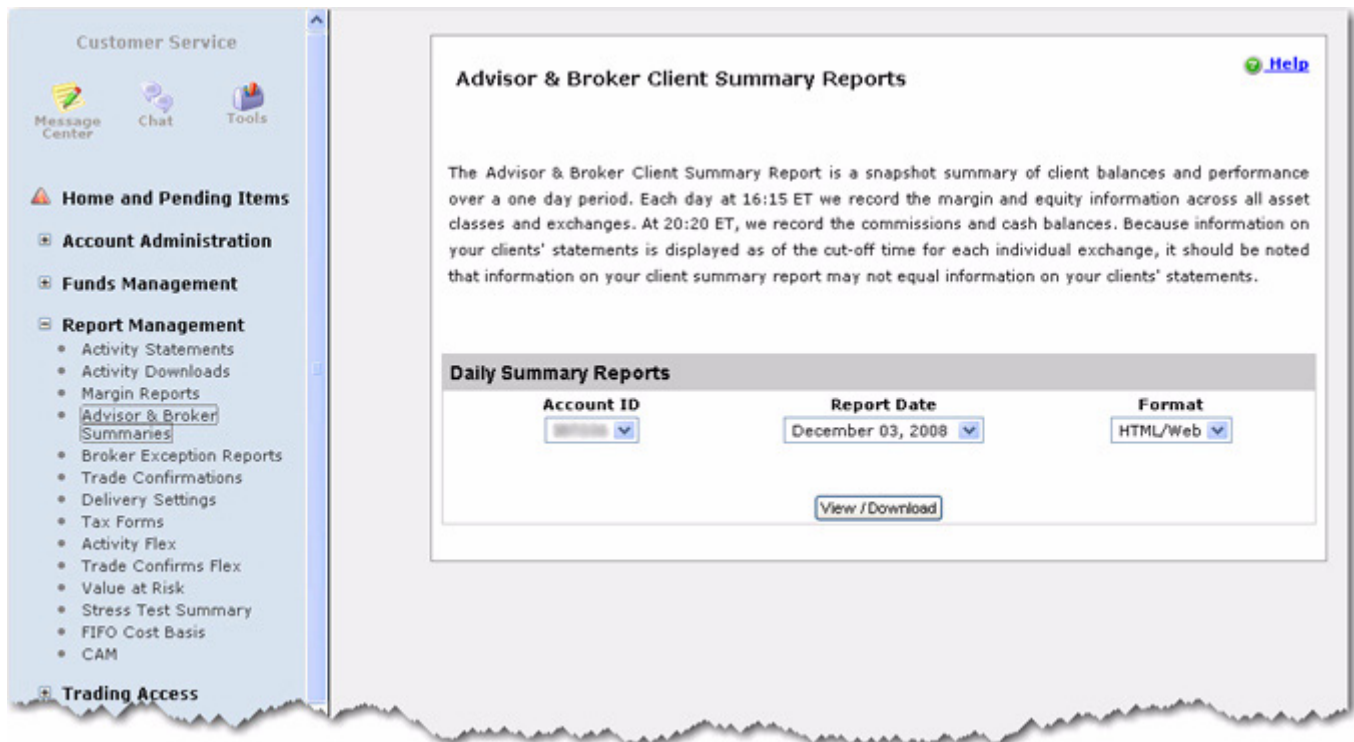 Customer Service
Message
Center
Chat
Tools
Home and Pending Items
Account Administration
Funds Management
Report Management
Activity Statements
Activity Downloads
Margin Reports
Advisor & Broker
Summaries
Broker Exception Reports
Trade Confirmations
Delivery Settings
Tax Forms
Activity Flex
Trade Confirms Flex
Value at Risk
Stress Test Summary
FIFO Cost Basis
CAM
Trading Access
Advisor & Broker Client Summary Reports
Help
The Advisor & Broker Client Summary Report is a snapshot summary of client balances and performance
over a one day period. Each day at 16:15 ET we record the margin and equity information across all asset
classes and exchanges. At 20:20 ET, we record the commissions and cash balances. Because information on
your clients' statements is displayed as of the cut-off time for each individual exchange, it should be noted
that information on your client summary report may not equal information on your clients' statements.
Daily Summary Reports
Account ID Report Date Format
December 03, 2008 HTML/Web
View / Download